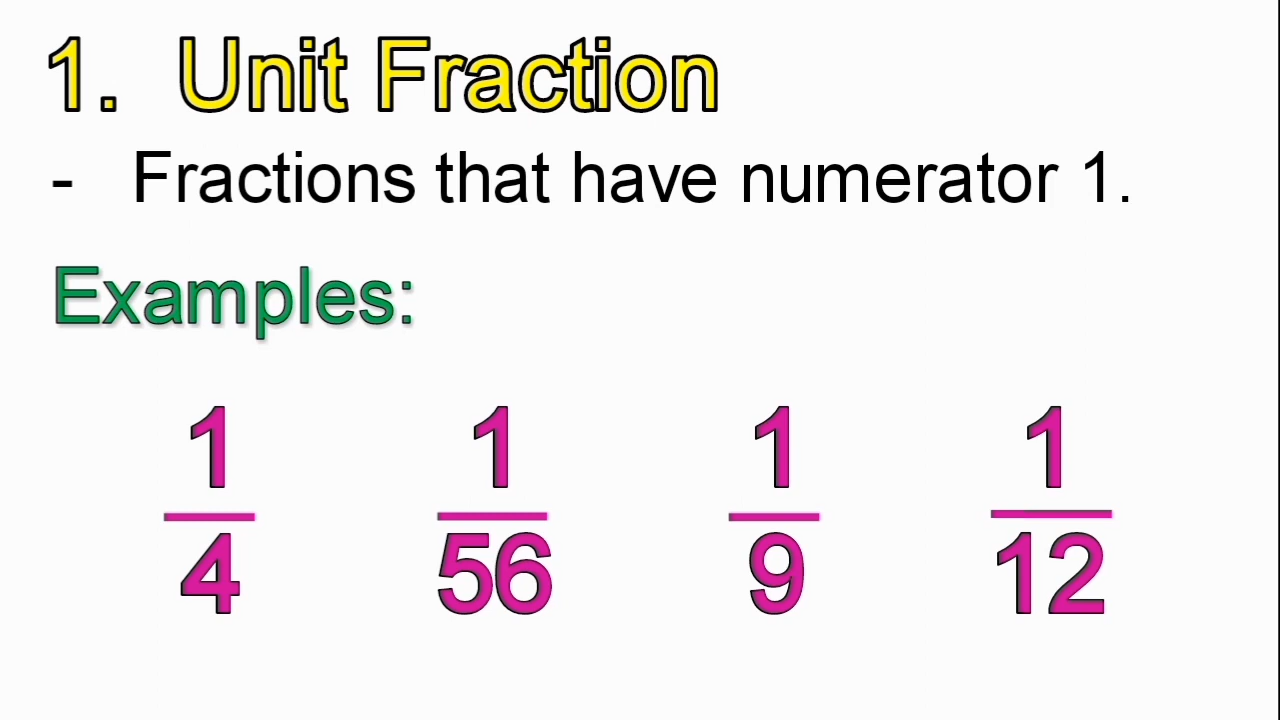 1. Unit Fraction
- Fractions that have numerator 1.
Examples:
1 1 1 1
4 56 9 12